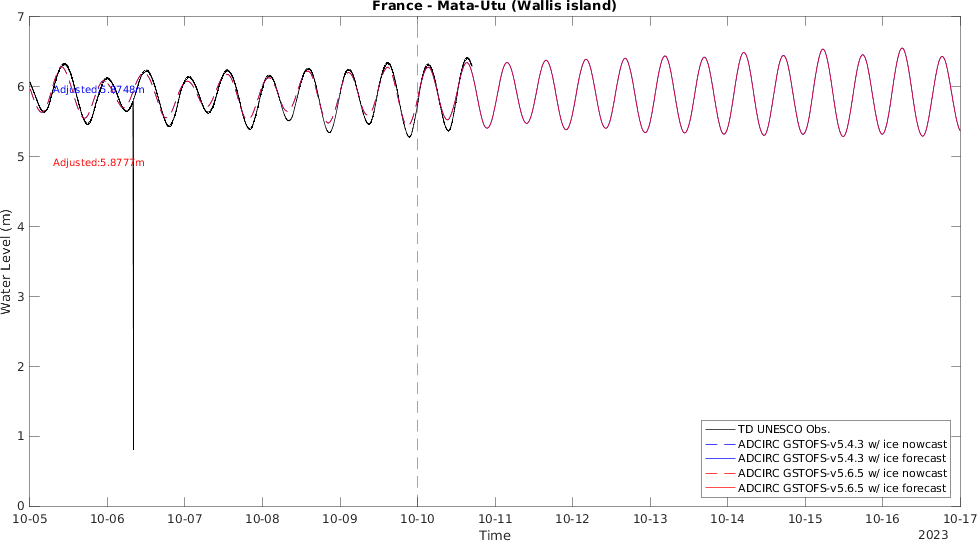 France - Mata-Utu (Wallis island)
7
6
5
4
3
2
1
0
Water Level (m)
Adjusted:5.8748m
Adjusted:5.8777m
TD UNESCO Obs.
ADCIRC GSTOFS-v5.4.3 w/ ice nowcast
ADCIRC GSTOFS-v5.4.3 w/ ice forecast
ADCIRC GSTOFS-v5.6.5 w/ ice nowcast
ADCIRC GSTOFS-v5.6.5 w/ ice forecast
10-05 10-06 10-07 10-08 10-09 10-10 10-11 10-12 10-13 10-14 10-15 10-16 10-17
Time
2023